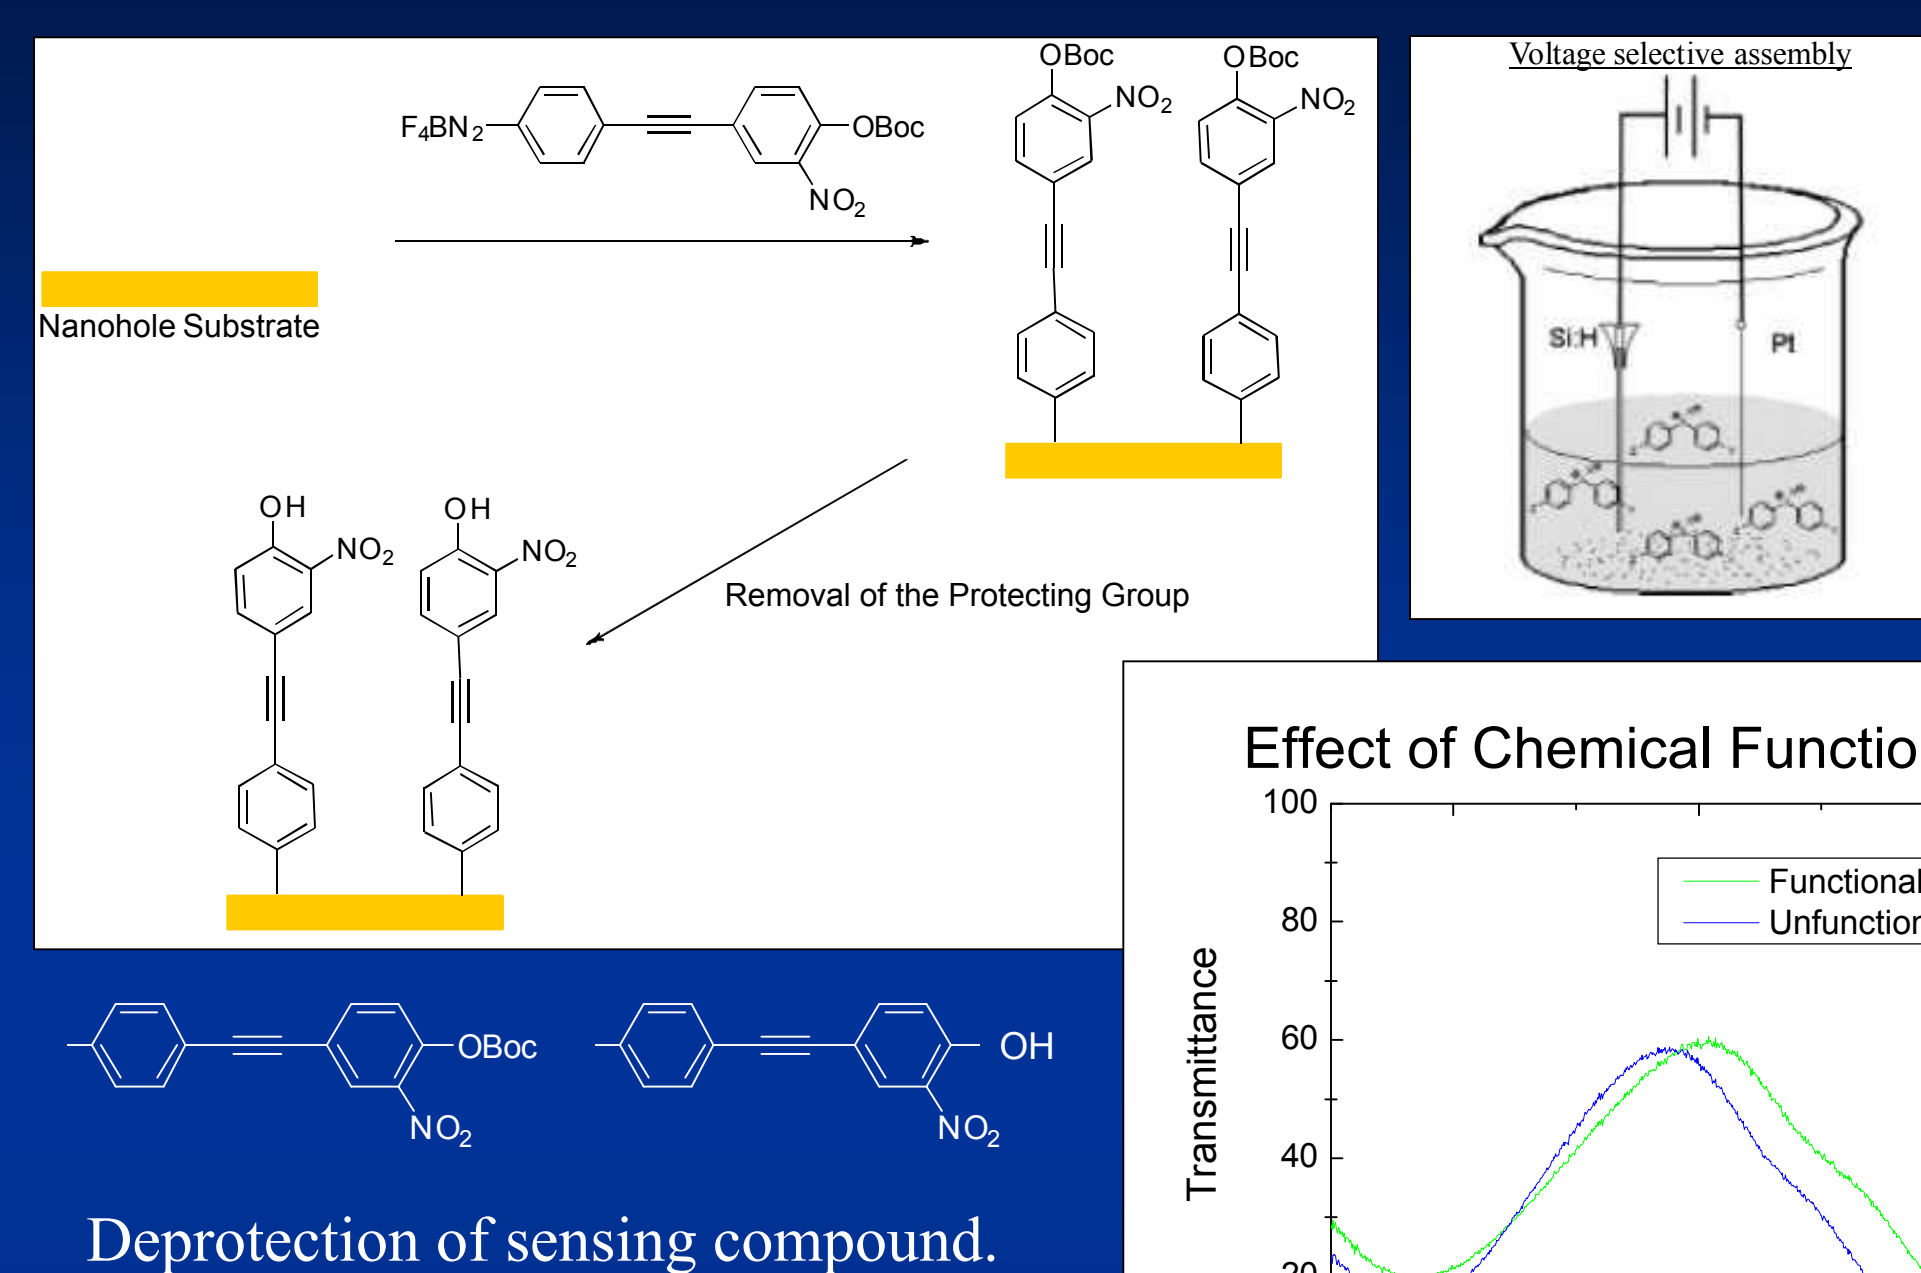 F₄BN₂
OBoc
NO₂
Nanohole Substrate
OBoc
NO₂
OBoc
NO₂
OH
NO₂
OH
NO₂
Removal of the Protecting Group
Voltage selective assembly
Si:H
Pt
OBoc
NO₂
OH
NO₂
Deprotection of sensing compound.
Effect of Chemical Functio
100
80
60
40
20
Transmittance
Functional
Unfunction